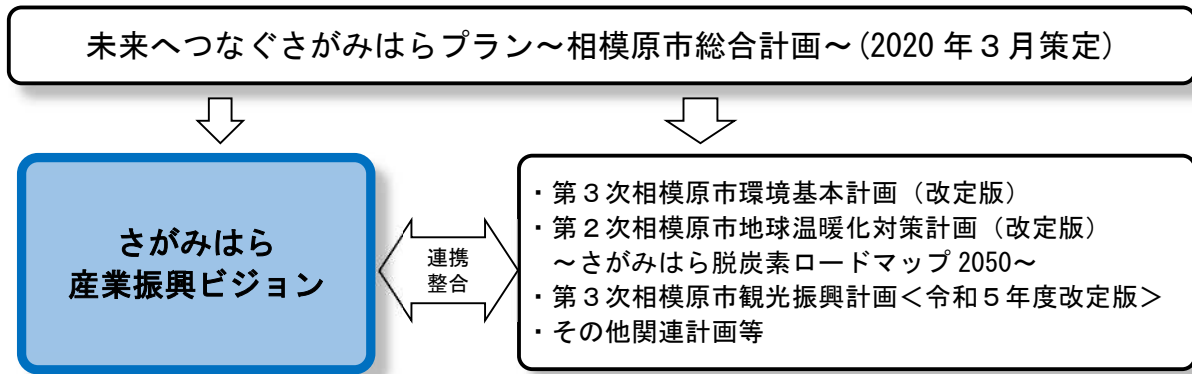 未来へつなぐさがみはらプラン～相模原市総合計画～(2020 年３月策定)
さがみはら
産業振興ビジョン
連携
整合
・第３次相模原市環境基本計画（改定版）
・第２次相模原市地球温暖化対策計画（改定版）
～さがみはら脱炭素ロードマップ 2050～
・第３次相模原市観光振興計画＜令和５年度改定版＞
・その他関連計画等